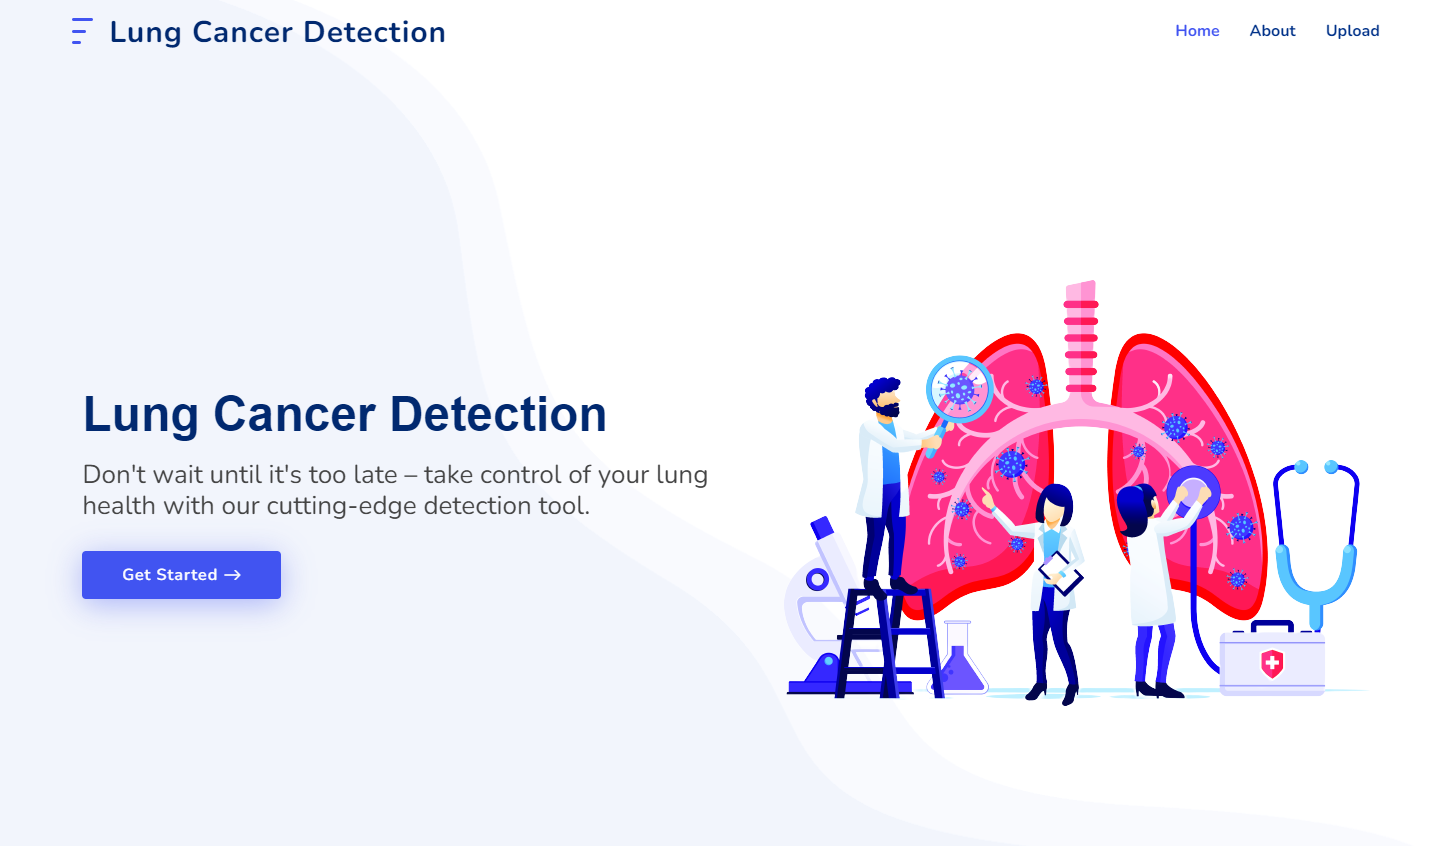 Lung Cancer Detection
Home About Upload
Lung Cancer Detection
Don't wait until it's too late – take control of your lung
health with our cutting-edge detection tool.
Get Started →